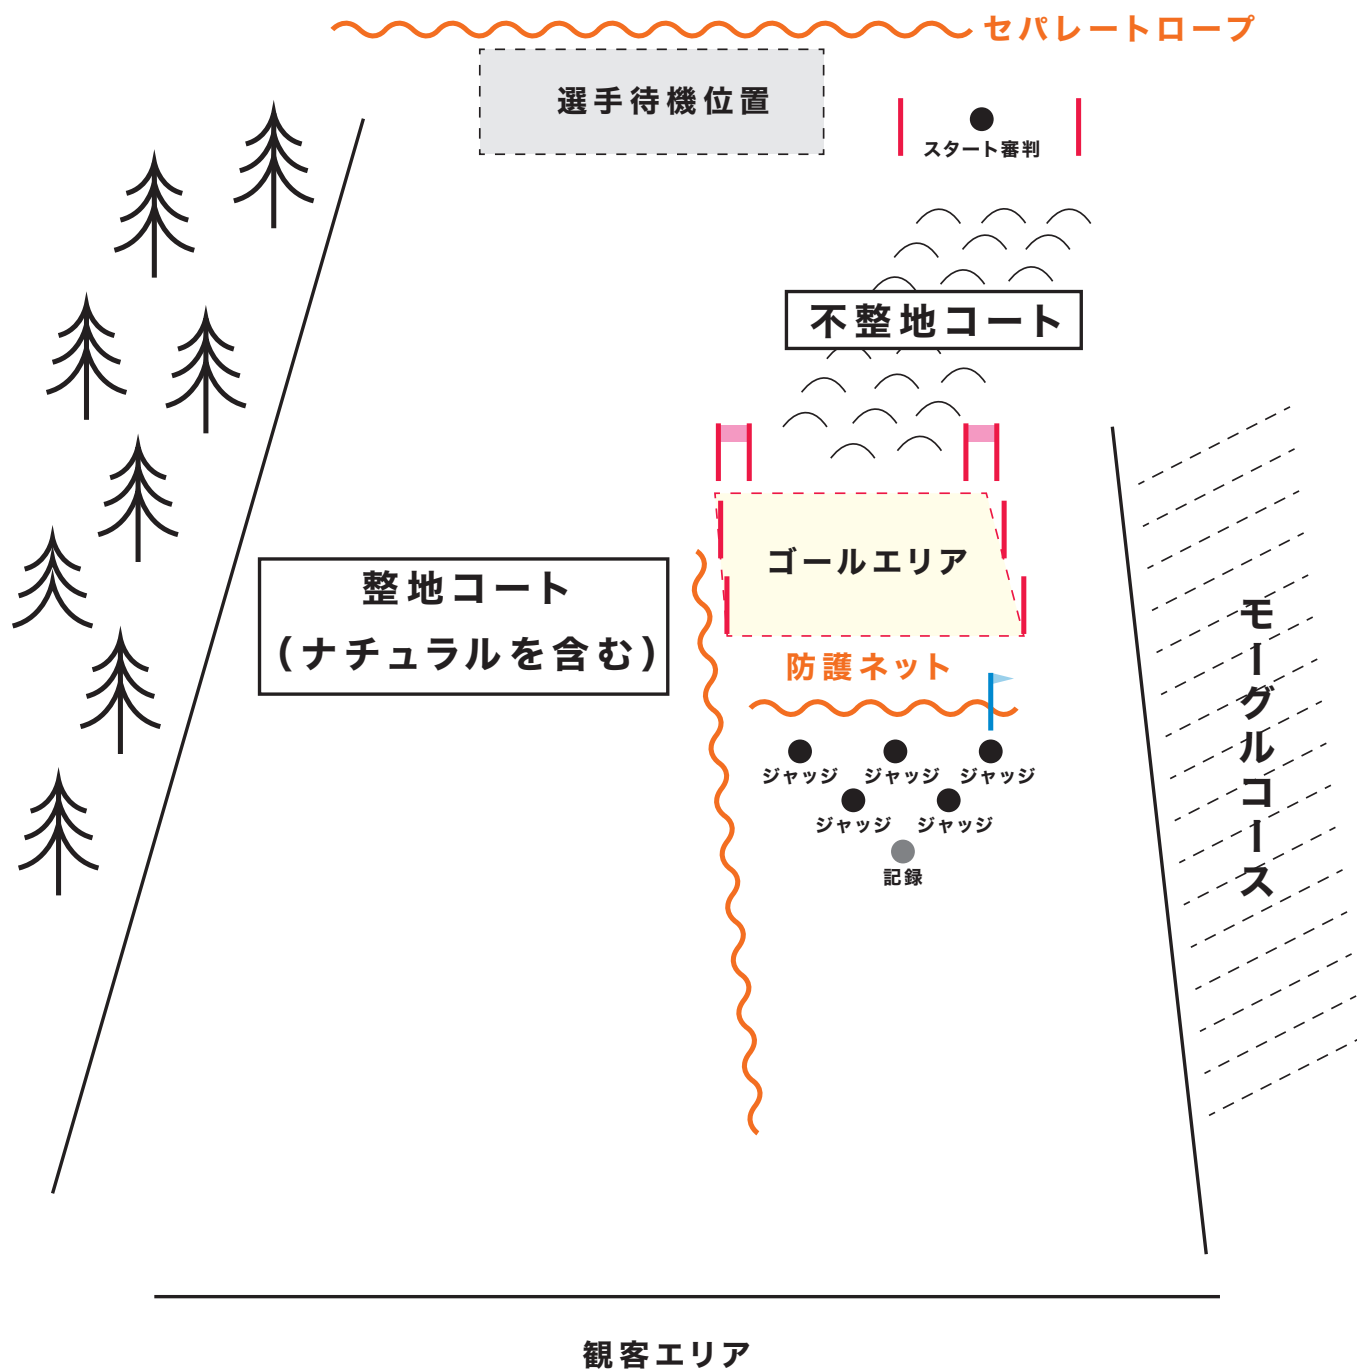 セパレートロープ
選手待機位置
スタート審判
不整地コート
ゴールエリア
整地コート
(ナチュラルを含む)
防護ネット
モーグルコース
ジャッジ
ジャッジ
ジャッジ
ジャッジ
ジャッジ
記録
観客エリア